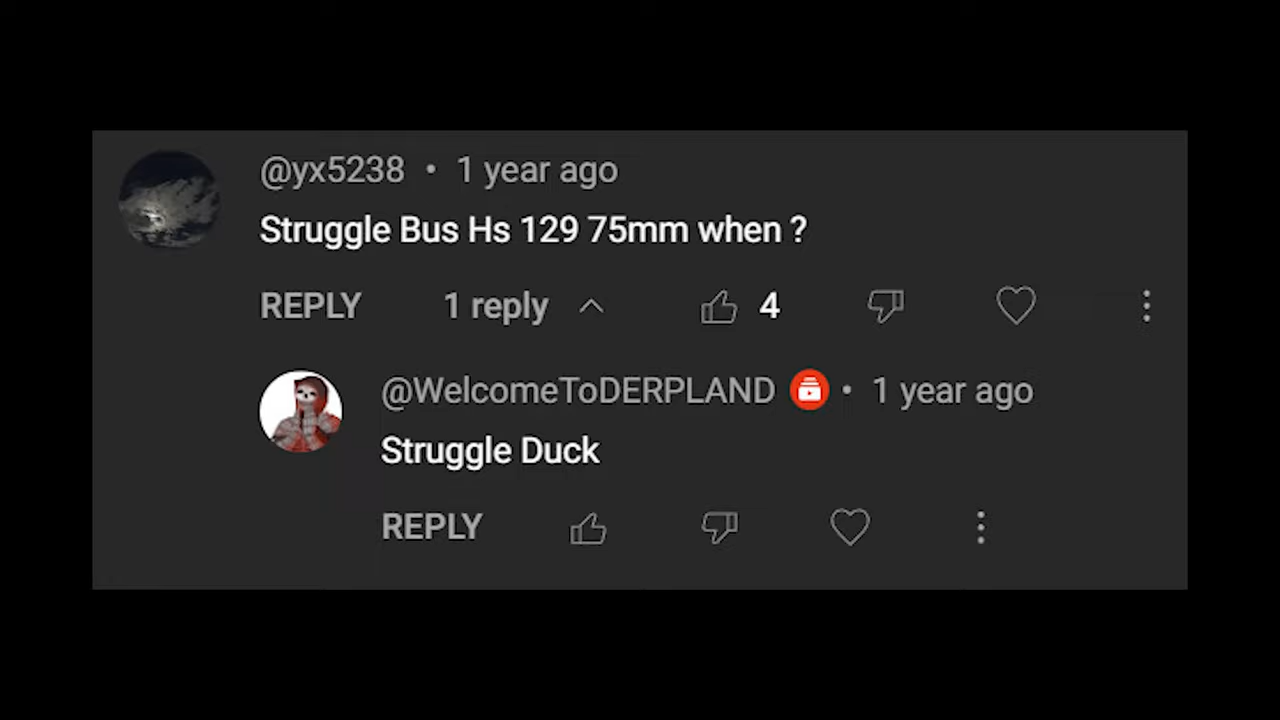 @yx5238 • 1 year ago
Struggle Bus Hs 129 75mm when ?
REPLY 1 reply 4
@WelcomeToDERPLAND • 1 year ago
Struggle Duck
REPLY